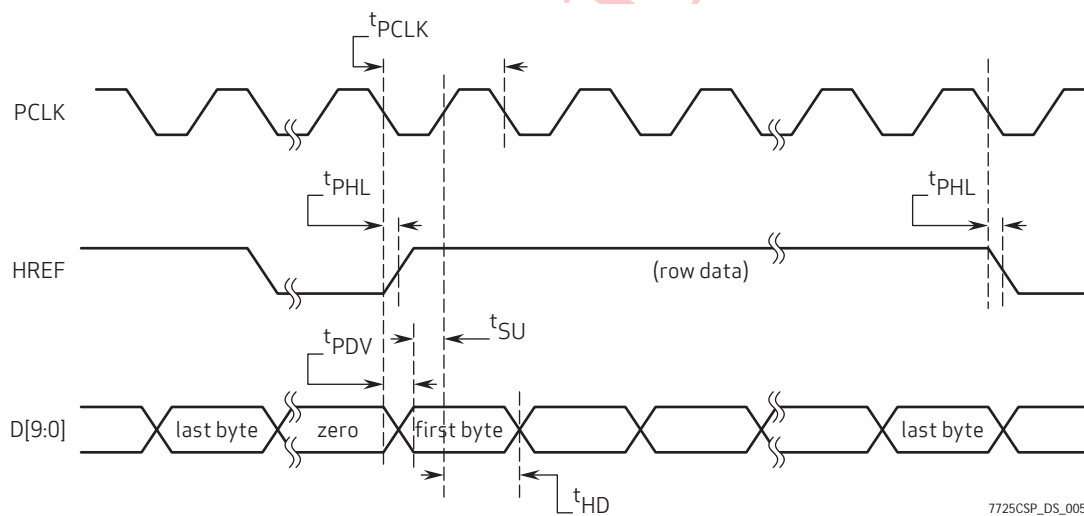 tPCLK
PCLK
tPHL
tPHL
HREF
(row data)
tSU
tPDV
D[9:0]
last byte
zero
first byte
last byte
tHD
7725CSP_DS_005